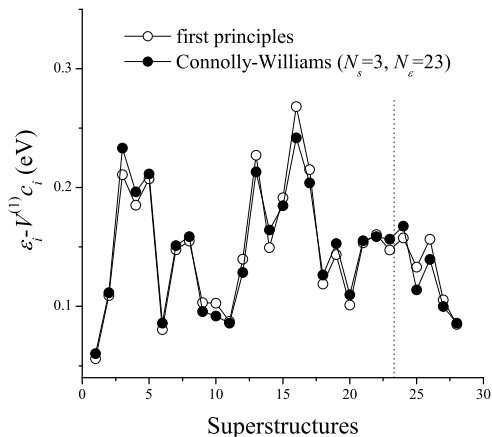 first principles
Connolly-Williams (Nₛ=3, N_ε=23)
εᵢ-V⁽¹⁾cᵢ (eV)
0.3
0.2
0.1
0 5 10 15 20 25 30
Superstructures